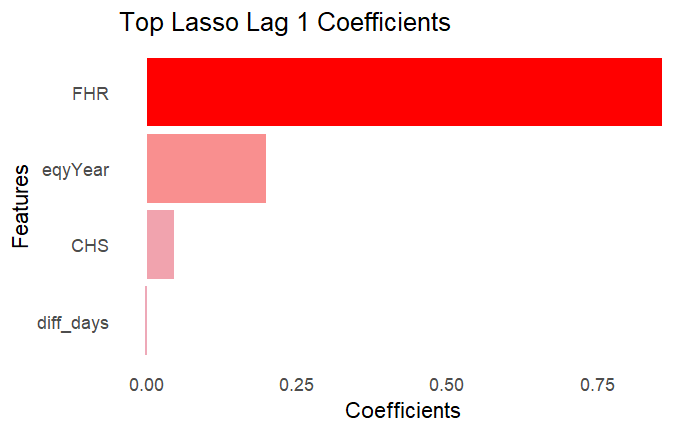 Top Lasso Lag 1 Coefficients
FHR
eqyYear
CHS
diff_days
Features
0.00 0.25 0.50 0.75
Coefficients